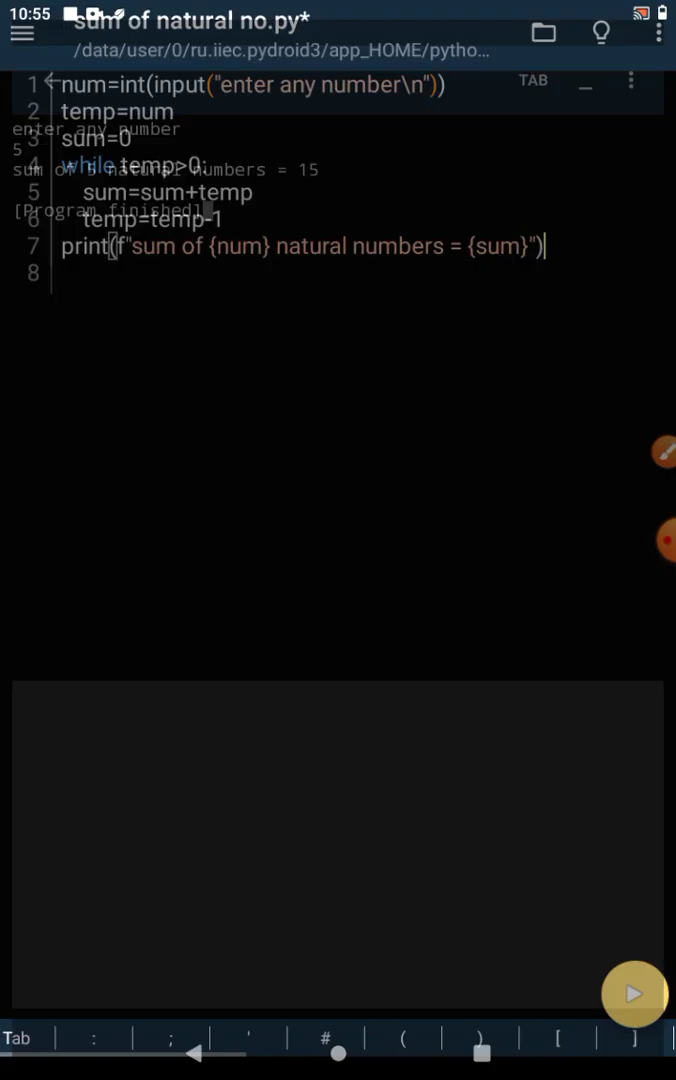 10:55
sum of natural no.py*
/data/user/0/ru.iiec.pydroid3/app_HOME/pytho...
TAB
1 num=int(input("enter any number\n"))
2 temp=num
enter any number
3 sum=0
5
4 while temp>0:
sum of 5 natural numbers = 15
5 sum=sum+temp
[Program finished]
6 temp=temp-1
7 print(f"sum of {num} natural numbers = {sum}")
8
Tab : ; ' # ( ) [ ]